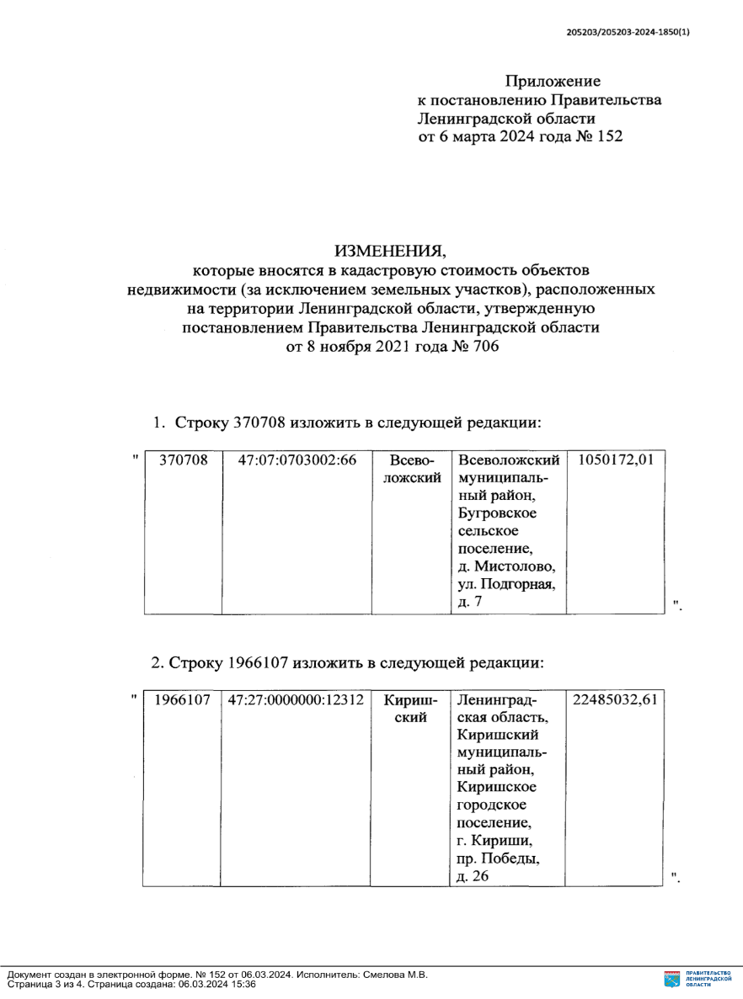 205203/205203-2024-1850(1)
Приложение
к постановлению Правительства
Ленинградской области
от 6 марта 2024 года № 152
ИЗМЕНЕНИЯ,
которые вносятся в кадастровую стоимость объектов
недвижимости (за исключением земельных участков), расположенных
на территории Ленинградской области, утвержденную
постановлением Правительства Ленинградской области
от 8 ноября 2021 года № 706
1. Строку 370708 изложить в следующей редакции:
" 370708 47:07:0703002:66 Всево- Всеволожский 1050172,01
ложский муниципаль-
ный район,
Бугровское
сельское
поселение,
д. Мистолово,
ул. Подгорная,
д. 7 ".
2. Строку 1966107 изложить в следующей редакции:
" 1966107 47:27:0000000:12312 Кириш- Ленинград- 22485032,61
ский ская область,
Киришский
муниципаль-
ный район,
Киришское
городское
поселение,
г. Кириши,
пр. Победы,
д. 26 ".
Документ создан в электронной форме. № 152 от 06.03.2024. Исполнитель: Смелова М.В.
Страница 3 из 4. Страница создана: 06.03.2024 15:36
ПРАВИТЕЛЬСТВО
ЛЕНИНГРАДСКОЙ
ОБЛАСТИ